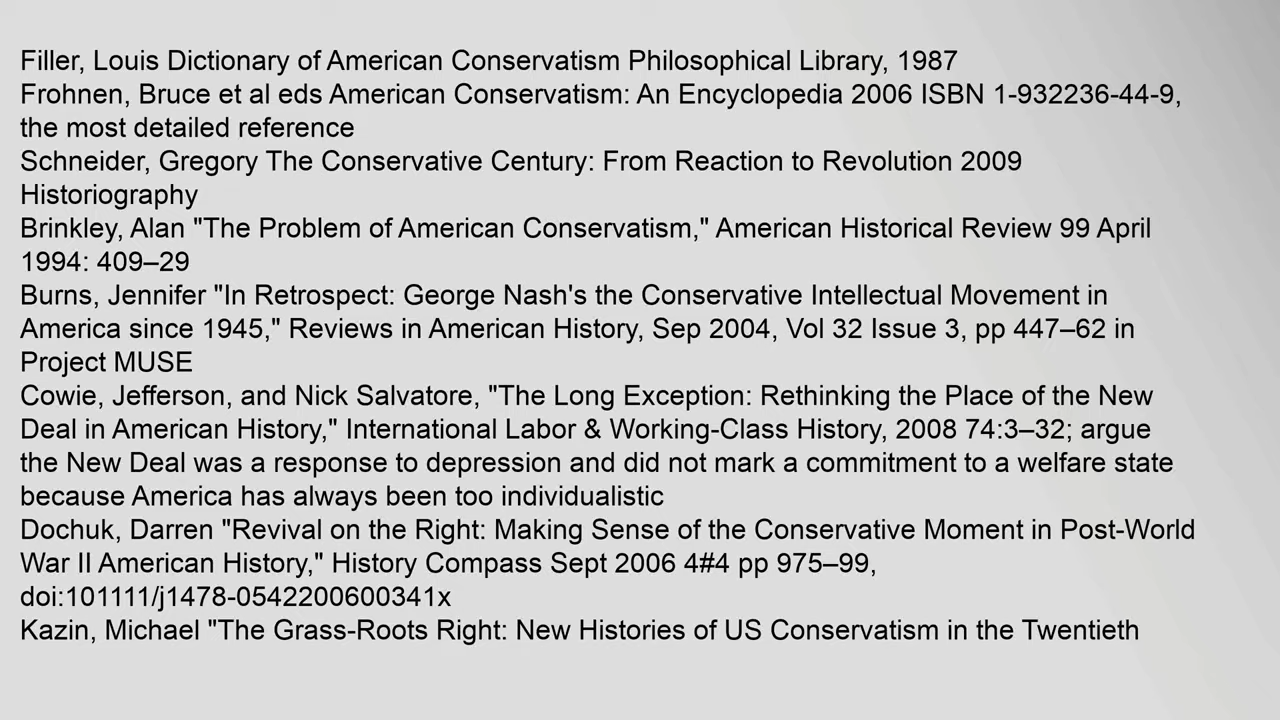 Filler, Louis Dictionary of American Conservatism Philosophical Library, 1987
Frohnen, Bruce et al eds American Conservatism: An Encyclopedia 2006 ISBN 1-932236-44-9,
the most detailed reference
Schneider, Gregory The Conservative Century: From Reaction to Revolution 2009
Historiography
Brinkley, Alan "The Problem of American Conservatism," American Historical Review 99 April
1994: 409–29
Burns, Jennifer "In Retrospect: George Nash's the Conservative Intellectual Movement in
America since 1945," Reviews in American History, Sep 2004, Vol 32 Issue 3, pp 447–62 in
Project MUSE
Cowie, Jefferson, and Nick Salvatore, "The Long Exception: Rethinking the Place of the New
Deal in American History," International Labor & Working-Class History, 2008 74:3–32; argue
the New Deal was a response to depression and did not mark a commitment to a welfare state
because America has always been too individualistic
Dochuk, Darren "Revival on the Right: Making Sense of the Conservative Moment in Post-World
War II American History," History Compass Sept 2006 4#4 pp 975–99,
doi:101111/j1478-0542200600341x
Kazin, Michael "The Grass-Roots Right: New Histories of US Conservatism in the Twentieth